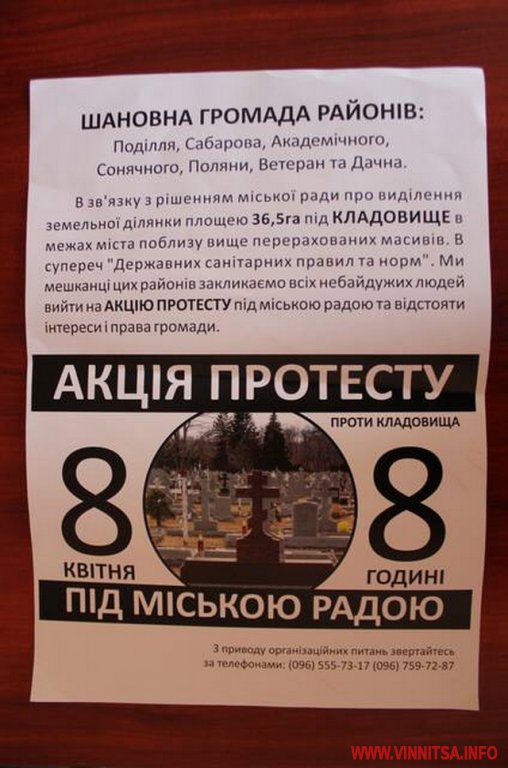 ШАНОВНА ГРОМАДА РАЙОНІВ:
Поділля, Сабарова, Академічного,
Сонячного, Поляни, Ветеран та Дачна.
В зв'язку з рішенням міської ради про виділення
земельної ділянки площею 36,5га під КЛАДОВИЩЕ в
межах міста поблизу вище перерахованих масивів. В
супереч "Державних санітарних правил та норм". Ми
мешканці цих районів закликаємо всіх небайдужих людей
вийти на АКЦІЮ ПРОТЕСТУ під міською радою та відстояти
інтереси і права громади.
АКЦІЯ ПРОТЕСТУ
ПРОТИ КЛАДОВИЩА
8
КВІТНЯ
8
ГОДИНІ
ПІД МІСЬКОЮ РАДОЮ
З приводу організаційних питань звертайтесь
за телефонами: (096) 555-73-17 (096) 759-72-87
WWW.VINNITSA.INFO